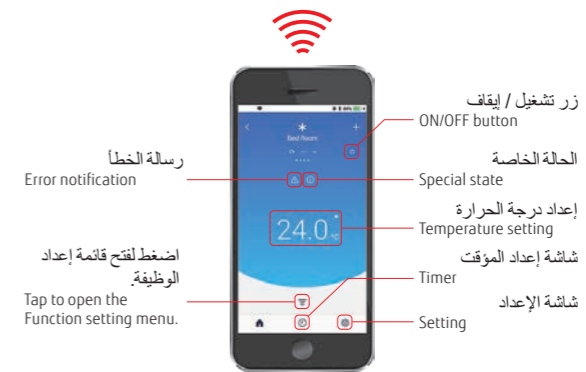 زر تشغيل / إيقاف
ON/OFF button
Bed Room
رسالة الخطأ
Error notification
الحالة الخاصة
Special state
إعداد درجة الحرارة
Temperature setting
24.0 °C
اضغط لفتح قائمة إعداد
الوظيفة.
Tap to open the
Function setting menu.
شاشة إعداد المؤقت
Timer
شاشة الإعداد
Setting